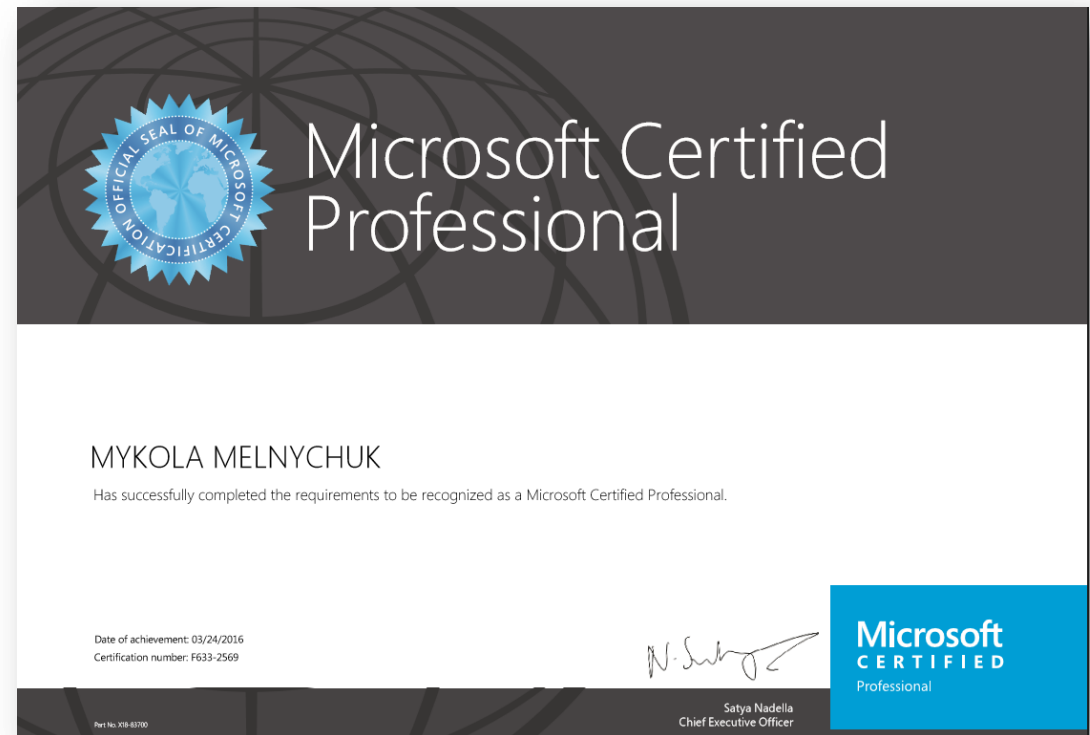 OFFICIAL SEAL OF MICROSOFT CERTIFICATION
Microsoft Certified
Professional
MYKOLA MELNYCHUK
Has successfully completed the requirements to be recognized as a Microsoft Certified Professional.
Date of achievement: 03/24/2016
Certification number: F633-2569
Microsoft
CERTIFIED
Professional
Satya Nadella
Chief Executive Officer
Part No. X18-83700